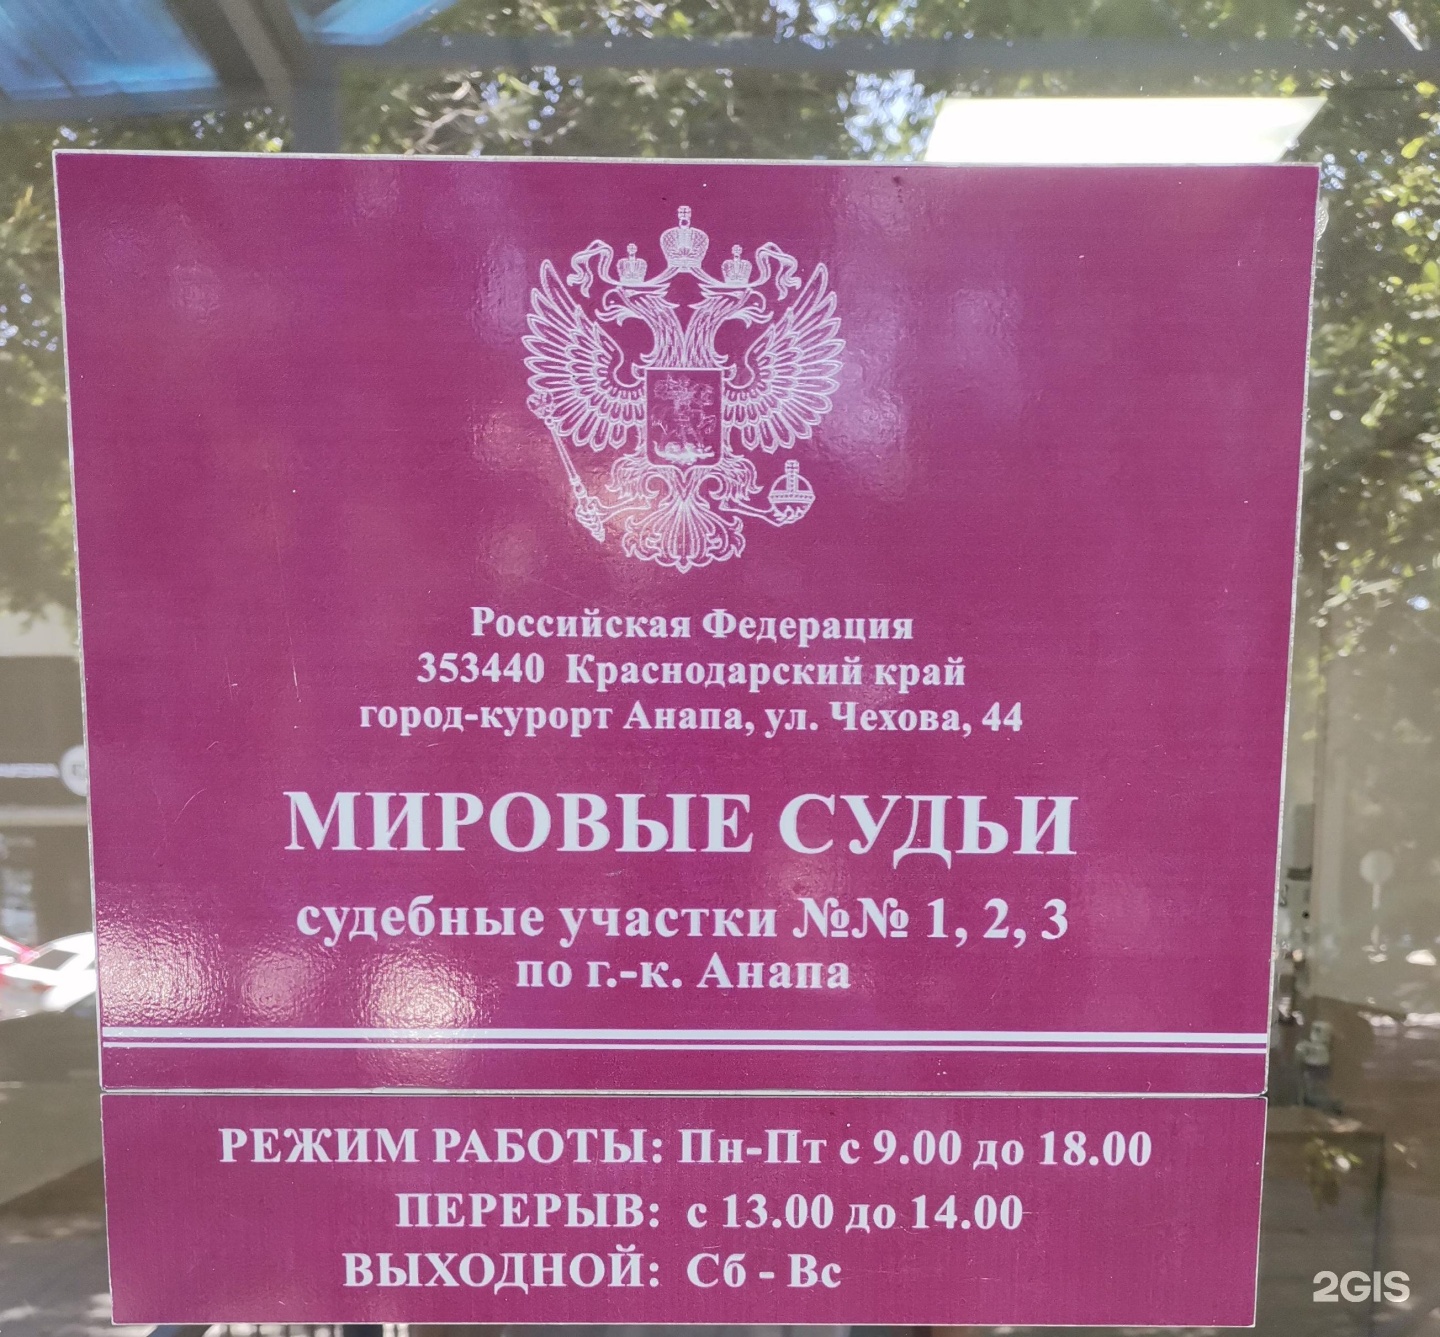 Российская Федерация
353440 Краснодарский край
город-курорт Анапа, ул. Чехова, 44
МИРОВЫЕ СУДЬИ
судебные участки №№ 1, 2, 3
по г.-к. Анапа
РЕЖИМ РАБОТЫ: Пн-Пт с 9.00 до 18.00
ПЕРЕРЫВ: с 13.00 до 14.00
ВЫХОДНОЙ: Сб - Вс
2GIS